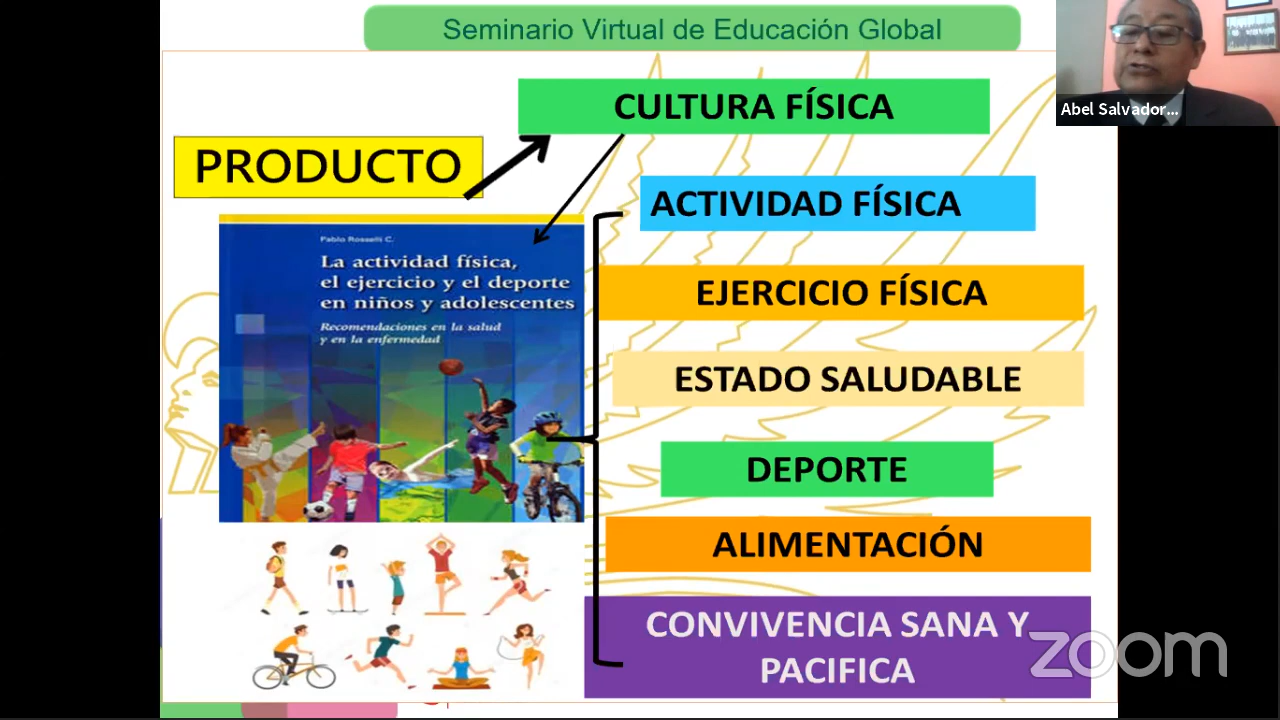 Seminario Virtual de Educación Global
Abel Salvador...
CULTURA FÍSICA
PRODUCTO
ACTIVIDAD FÍSICA
Pablo Rosselli C.
La actividad física,
el ejercicio y el deporte
en niños y adolescentes
Recomendaciones en la salud
y en la enfermedad
EJERCICIO FÍSICA
ESTADO SALUDABLE
DEPORTE
ALIMENTACIÓN
CONVIVENCIA SANA Y
PACIFICA
zoom